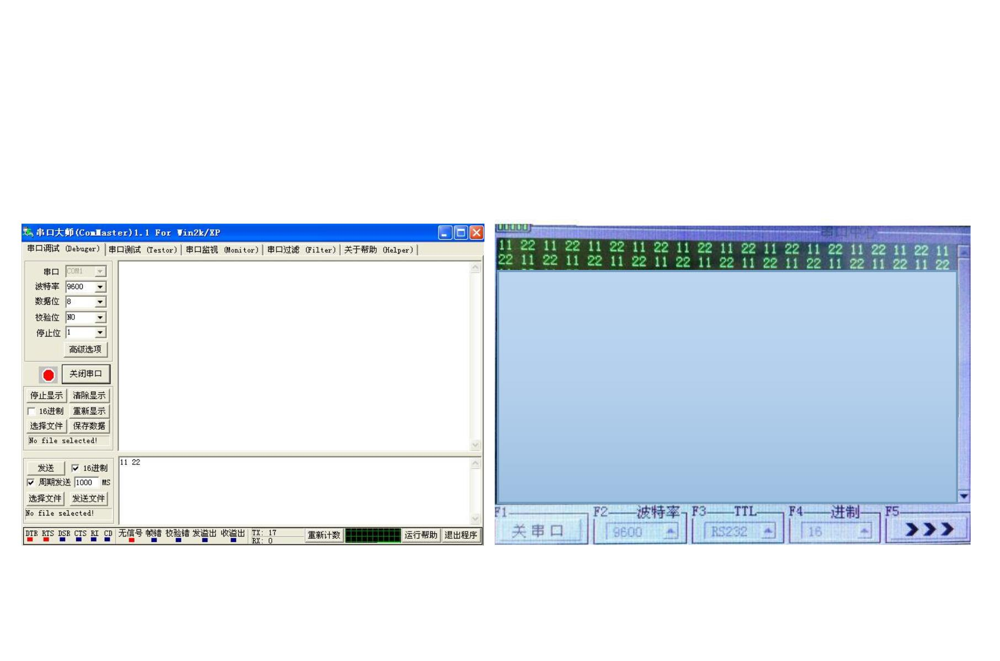 串口大师(ComMaster)1.1 For Win2k/XP
串口调试 (Debuger) 串口测试 (Testor) 串口监视 (Monitor) 串口过滤 (Filter) 关于帮助 (Helper)
串口 COM1
波特率 9600
数据位 8
校验位 NO
停止位 1
高级选项
关闭串口
停止显示 清除显示
16进制 重新显示
选择文件 保存数据
No file selected!
发送 16进制
周期发送 1000 MS
选择文件 发送文件
No file selected!
11 22
DTR RTS DSR CTS RI CD 无信号 帧错 校验错 发溢出 收溢出 TX: 17
RX: 0
重新计数 运行帮助 退出程序
串口中心
11 22 11 22 11 22 11 22 11 22 11 22 11 22 11 22 11 22 11 22 11
22 11 22 11 22 11 22 11 22 11 22 11 22 11 22 11 22 11 22 11 22
F1 F2 波特率 F3 TTL F4 进制 F5
关串口 9600 RS232 16 >>>